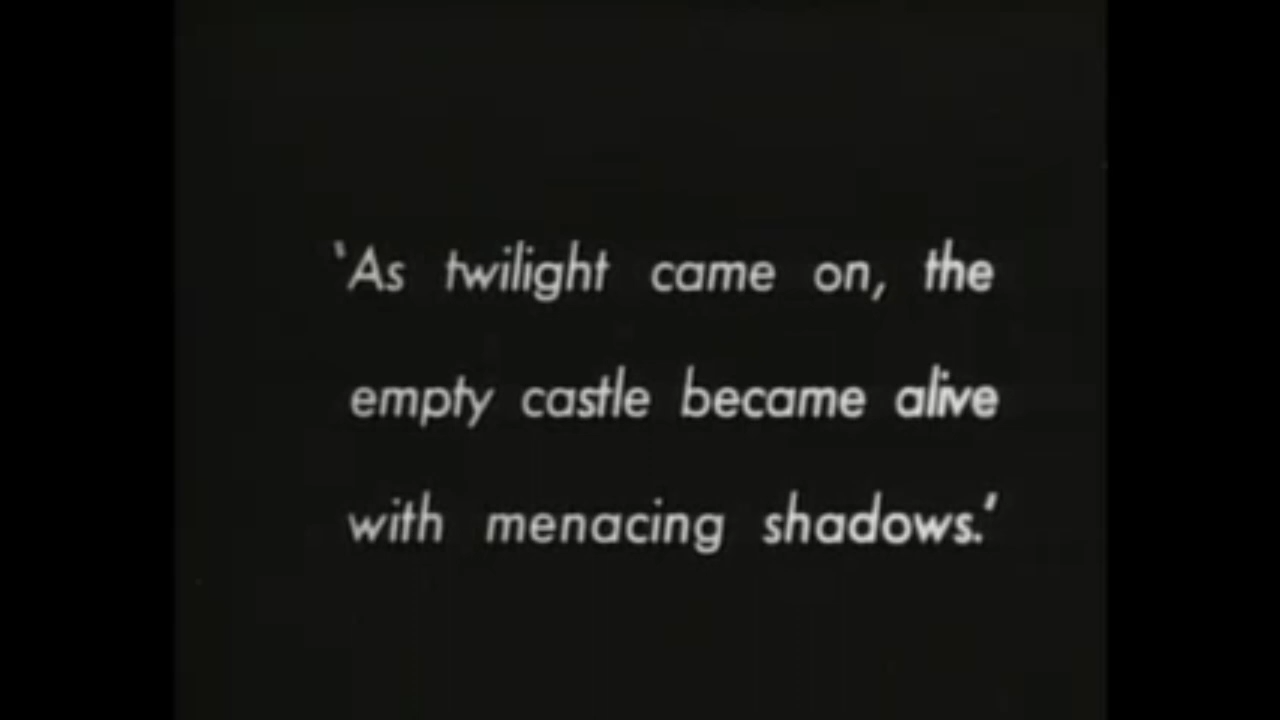 ‘As twilight came on, the
empty castle became alive
with menacing shadows.’